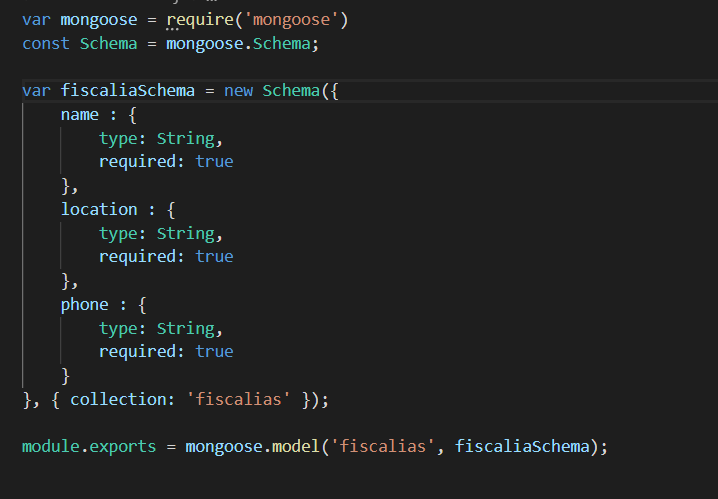 var mongoose = require('mongoose')
const Schema = mongoose.Schema;

var fiscaliaSchema = new Schema({
    name : {
        type: String,
        required: true
    },
    location : {
        type: String,
        required: true
    },
    phone : {
        type: String,
        required: true
    }
}, { collection: 'fiscalias' });

module.exports = mongoose.model('fiscalias', fiscaliaSchema);